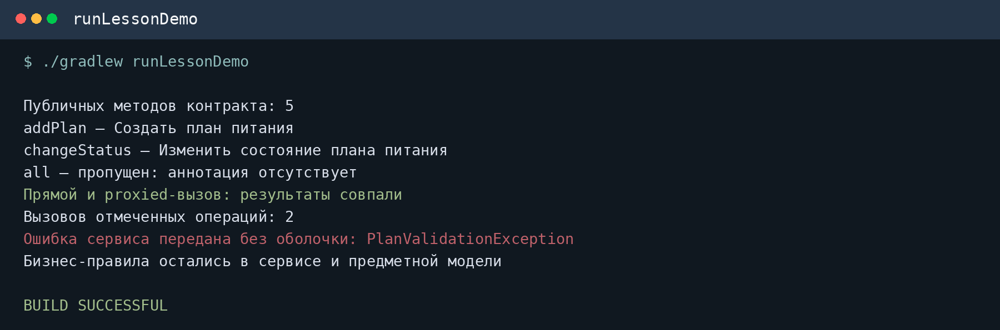 runLessonDemo
$ ./gradlew runLessonDemo
Публичных методов контракта: 5
addPlan — Создать план питания
changeStatus — Изменить состояние плана питания
all — пропущен: аннотация отсутствует
Прямой и proxied-вызов: результаты совпали
Вызовов отмеченных операций: 2
Ошибка сервиса передана без оболочки: PlanValidationException
Бизнес-правила остались в сервисе и предметной модели
BUILD SUCCESSFUL